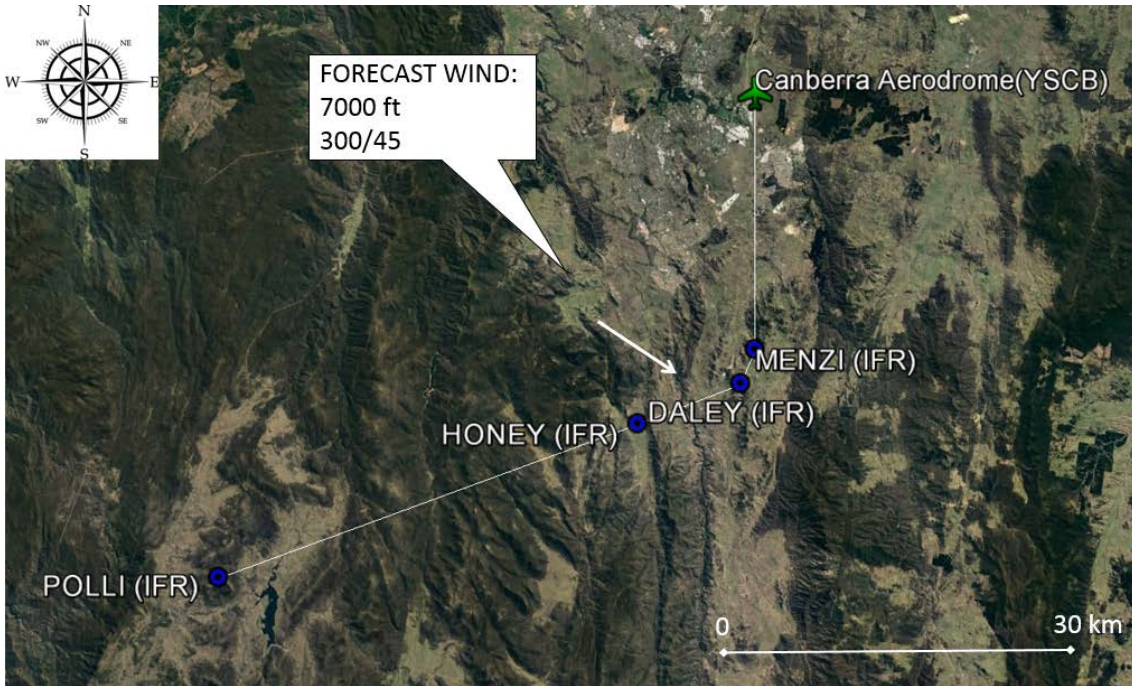 N
NW
NE
W
E
SW
SE
S
FORECAST WIND:
7000 ft
300/45
Canberra Aerodrome(YSCB)
MENZI (IFR)
DALEY (IFR)
HONEY (IFR)
POLLI (IFR)
0
30 km